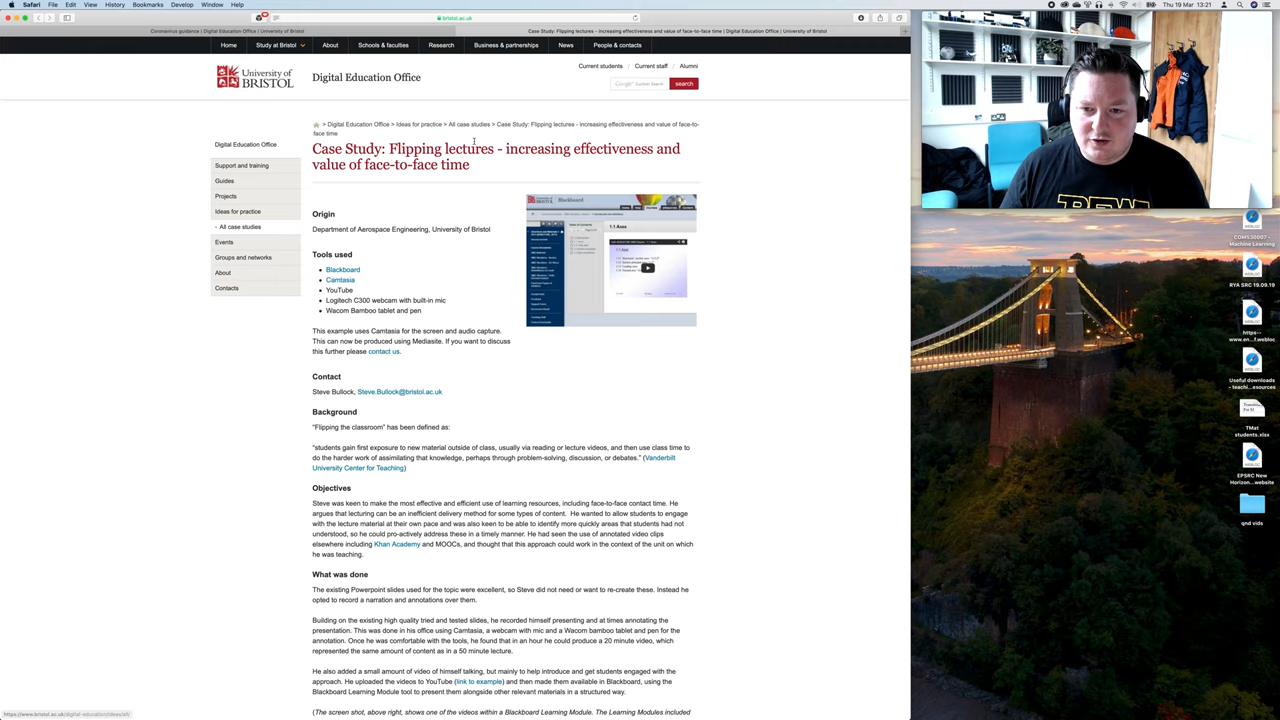 Safari File Edit View History Bookmarks Develop Window Help
Thu 19 Mar 13:21
bristol.ac.uk
Coronavirus guidance | Digital Education Office | University of Bristol
Case Study: Flipping lectures - increasing effectiveness and value of face-to-face time | Digital Education Office | University of Bristol
Home Study at Bristol About Schools & faculties Research Business & partnerships News People & contacts
Current students / Current staff / Alumni
University of
BRISTOL
Digital Education Office
Google Custom Search
search
> Digital Education Office > Ideas for practice > All case studies > Case Study: Flipping lectures - increasing effectiveness and value of face-to-
face time
Digital Education Office
Support and training
Guides
Projects
Ideas for practice
- All case studies
Events
Groups and networks
About
Contacts
Case Study: Flipping lectures - increasing effectiveness and
value of face-to-face time
Origin
Department of Aerospace Engineering, University of Bristol
Tools used
• Blackboard
• Camtasia
• YouTube
• Logitech C300 webcam with built-in mic
• Wacom Bamboo tablet and pen
Blackboard
1.1 Axes
This example uses Camtasia for the screen and audio capture.
This can now be produced using Mediasite. If you want to discuss
this further please contact us.
Contact
Steve Bullock, Steve.Bullock@bristol.ac.uk
Background
“Flipping the classroom” has been defined as:
“students gain first exposure to new material outside of class, usually via reading or lecture videos, and then use class time to
do the harder work of assimilating that knowledge, perhaps through problem-solving, discussion, or debates.” (Vanderbilt
University Center for Teaching)
Objectives
Steve was keen to make the most effective and efficient use of learning resources, including face-to-face contact time. He
argues that lecturing can be an inefficient delivery method for some types of content. He wanted to allow students to engage
with the lecture material at their own pace and was also keen to be able to identify more quickly areas that students had not
understood, so he could pro-actively address these in a timely manner. He had seen the use of annotated video clips
elsewhere including Khan Academy and MOOCs, and thought that this approach could work in the context of the unit on which
he was teaching.
What was done
The existing Powerpoint slides used for the topic were excellent, so Steve did not need or want to re-create these. Instead he
opted to record a narration and annotations over them.
Building on the existing high quality tried and tested slides, he recorded himself presenting and at times annotating the
presentation. This was done in his office using Camtasia, a webcam with mic and a Wacom bamboo tablet and pen for the
annotation. Once he was comfortable with the tools, he found that in an hour he could produce a 20 minute video, which
represented the same amount of content as in a 50 minute lecture.
He also added a small amount of video of himself talking, but mainly to help introduce and get students engaged with the
approach. He uploaded the videos to YouTube (link to example) and then made them available in Blackboard, using the
Blackboard Learning Module tool to present them alongside other relevant materials in a structured way.
(The screen shot, above right, shows one of the videos within a Blackboard Learning Module. The Learning Modules included
https://www.bristol.ac.uk/digital-education/ideas/all/
COMS30007 -
Machine Learning
WEBLOC
RYA SRC 19.09.19
WEBLOC
https--
www.en...f.webloc
WEBLOC
Useful downloads
- teachi...esources
TMat
students.xlsx
WEBLOC
EPSRC New
Horizon...website
qnd vids